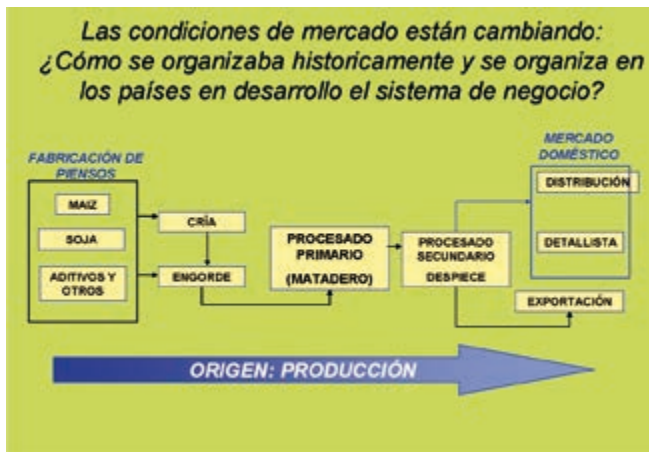 Las condiciones de mercado están cambiando:
¿Cómo se organizaba historicamente y se organiza en
los países en desarrollo el sistema de negocio?
FABRICACIÓN DE
PIENSOS
MAIZ
SOJA
ADITIVOS Y
OTROS
CRÍA
ENGORDE
PROCESADO
PRIMARIO
(MATADERO)
PROCESADO
SECUNDARIO
DESPIECE
MERCADO
DOMÉSTICO
DISTRIBUCIÓN
DETALLISTA
EXPORTACIÓN
ORIGEN: PRODUCCIÓN